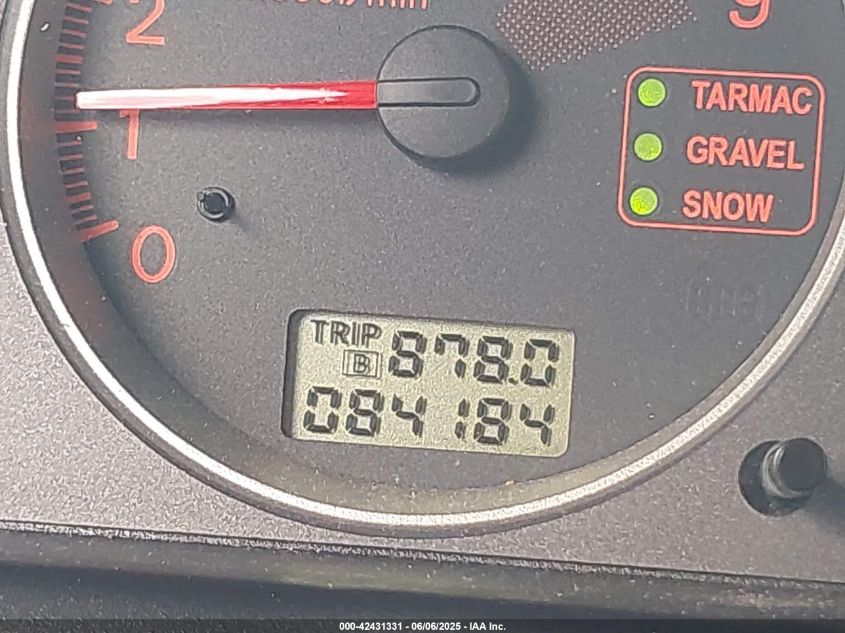 2
9
1
0
TARMAC
GRAVEL
SNOW
TRIP
B 878.0
084184
000-42431331 - 06/06/2025 - IAA Inc.